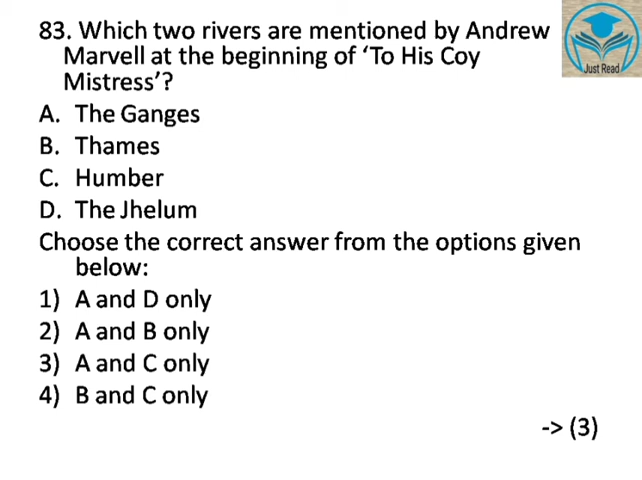 83. Which two rivers are mentioned by Andrew
Marvell at the beginning of ‘To His Coy
Mistress’?
A. The Ganges
B. Thames
C. Humber
D. The Jhelum
Choose the correct answer from the options given
below:
1) A and D only
2) A and B only
3) A and C only
4) B and C only
-> (3)
Just Read